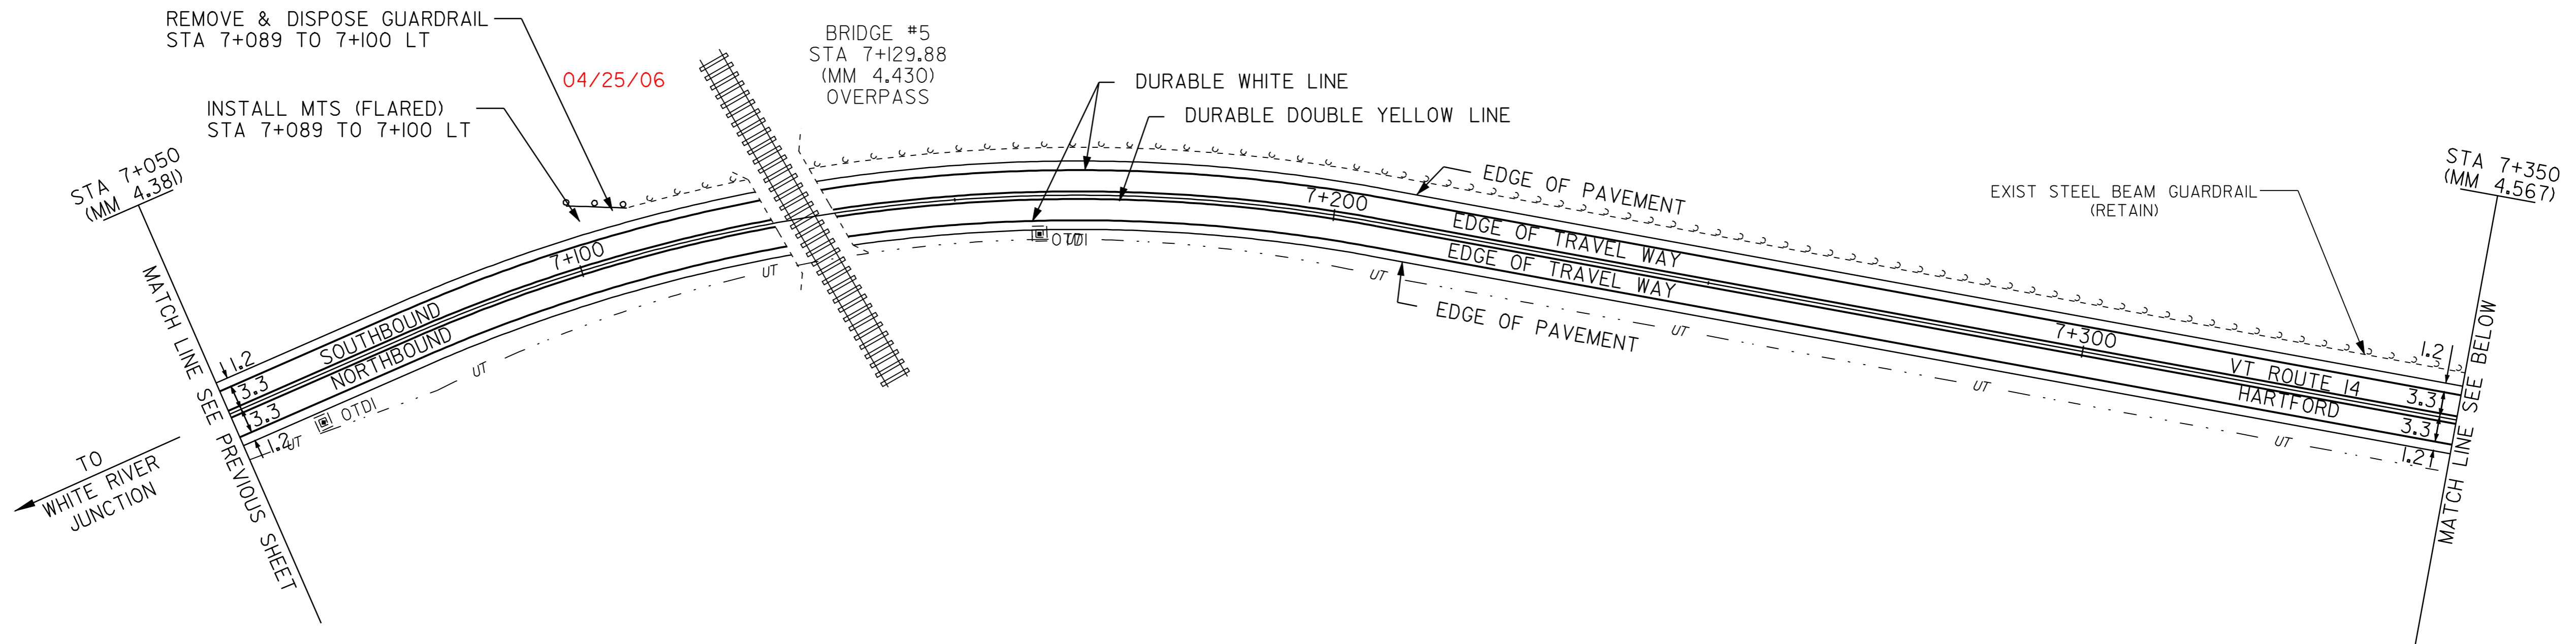 REMOVE & DISPOSE GUARDRAIL
STA 7+089 TO 7+100 LT
04/25/06
INSTALL MTS (FLARED)
STA 7+089 TO 7+100 LT
BRIDGE #5
STA 7+129.88
(MM 4.430)
OVERPASS
DURABLE WHITE LINE
DURABLE DOUBLE YELLOW LINE
STA 7+050
(MM 4.381)
MATCH LINE SEE PREVIOUS SHEET
TO
WHITE RIVER
JUNCTION
1.2
3.3
3.3
1.2
UT
SOUTHBOUND
NORTHBOUND
OTDI
UT
7+100
UT
OTDI
UT
7+200
EDGE OF PAVEMENT
EDGE OF TRAVEL WAY
EDGE OF TRAVEL WAY
EDGE OF PAVEMENT
UT
UT
UT
UT
7+300
EXIST STEEL BEAM GUARDRAIL
(RETAIN)
VT ROUTE 14
HARTFORD
1.2
3.3
3.3
1.2
STA 7+350
(MM 4.567)
MATCH LINE SEE BELOW